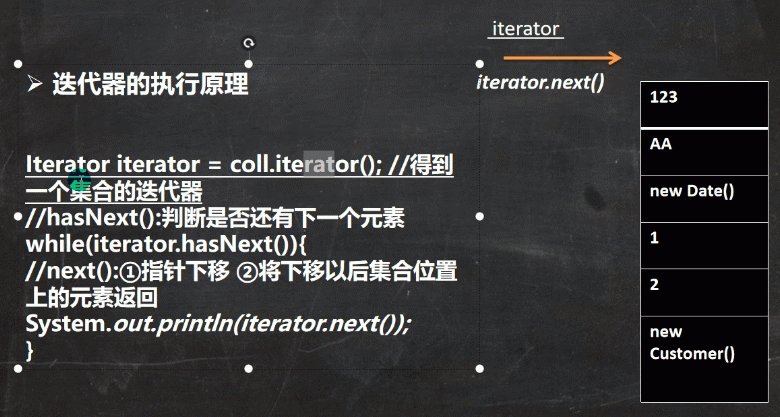 iterator
iterator.next()
➢ 迭代器的执行原理
Iterator iterator = coll.iterator(); //得到
一个集合的迭代器
//hasNext():判断是否还有下一个元素
while(iterator.hasNext()){
//next():①指针下移 ②将下移以后集合位置
上的元素返回
System.out.println(iterator.next());
}
123
AA
new Date()
1
2
new
Customer()